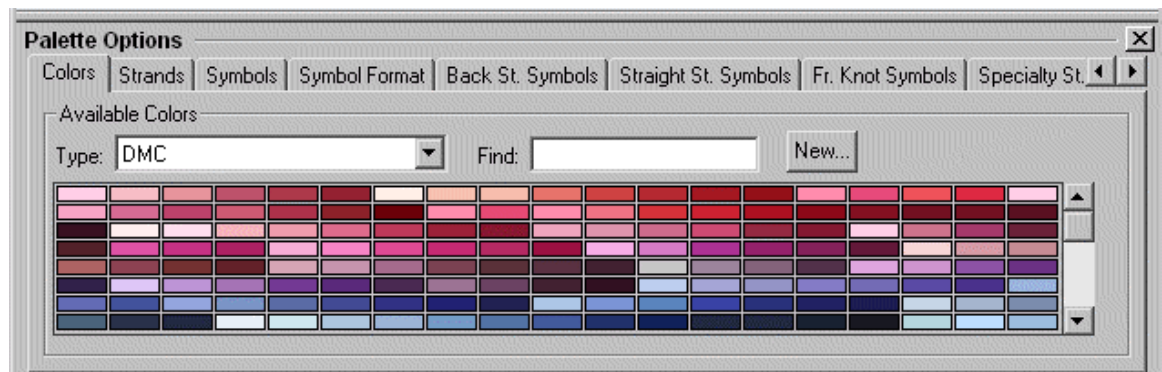 Palette Options
Colors Strands Symbols Symbol Format Back St. Symbols Straight St. Symbols Fr. Knot Symbols Specialty St.
Available Colors
Type: DMC Find: New...